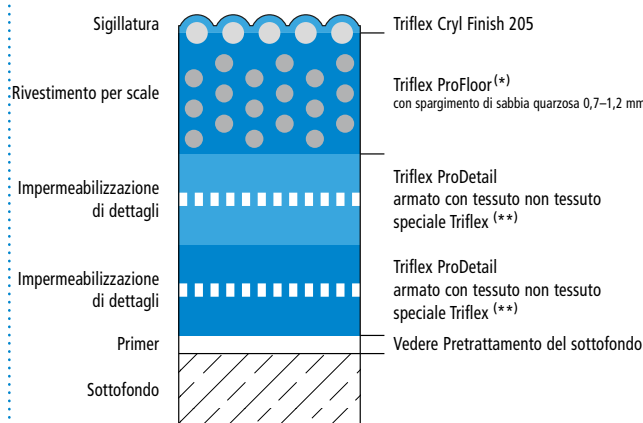 Sigillatura
Triflex Cryl Finish 205
Rivestimento per scale
Triflex ProFloor(*)
con spargimento di sabbia quarzosa 0,7–1,2 mm
Impermeabilizzazione
di dettagli
Triflex ProDetail
armato con tessuto non tessuto
speciale Triflex (**)
Impermeabilizzazione
di dettagli
Triflex ProDetail
armato con tessuto non tessuto
speciale Triflex (**)
Primer
Vedere Pretrattamento del sottofondo
Sottofondo